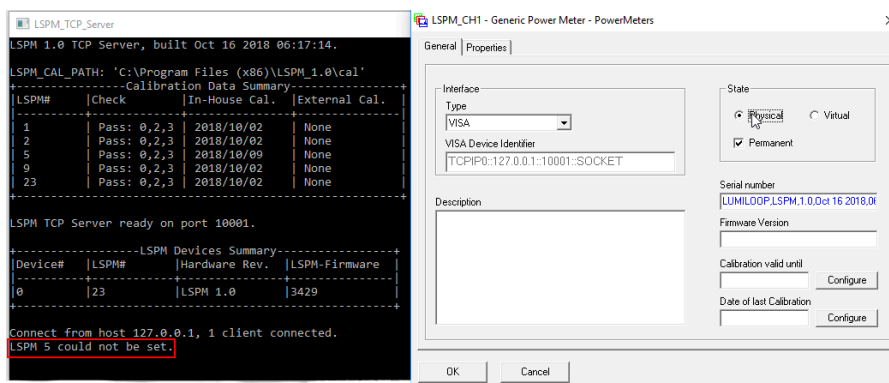 LSPM_TCP_Server
LSPM 1.0 TCP Server, built Oct 16 2018 06:17:14.
LSPM_CAL_PATH: 'C:\Program Files (x86)\LSPM_1.0\cal'
+------------------Calibration Data Summary------------------+
|LSPM# |Check |In-House Cal. |External Cal. |
| 1 | Pass: 0,2,3 | 2018/10/02 | None |
| 2 | Pass: 0,2,3 | 2018/10/02 | None |
| 5 | Pass: 0,2,3 | 2018/10/09 | None |
| 9 | Pass: 0,2,3 | 2018/10/02 | None |
| 23 | Pass: 0,2,3 | 2018/10/02 | None |
LSPM TCP Server ready on port 10001.
+------------------LSPM Devices Summary------------------+
|Device# |LSPM# |Hardware Rev. |LSPM-Firmware |
|0 |23 |LSPM 1.0 |3429 |
Connect from host 127.0.0.1, 1 client connected.
LSPM 5 could not be set.
LSPM_CH1 - Generic Power Meter - PowerMeters
General Properties
Interface
Type
VISA
VISA Device Identifier
TCPIP0::127.0.0.1::10001::SOCKET
Description
State
Physical Virtual
Permanent
Serial number
LUMILOOP,LSPM,1.0,Oct 16 2018,0
Firmware Version
Calibration valid until
Configure
Date of last Calibration
Configure
OK Cancel